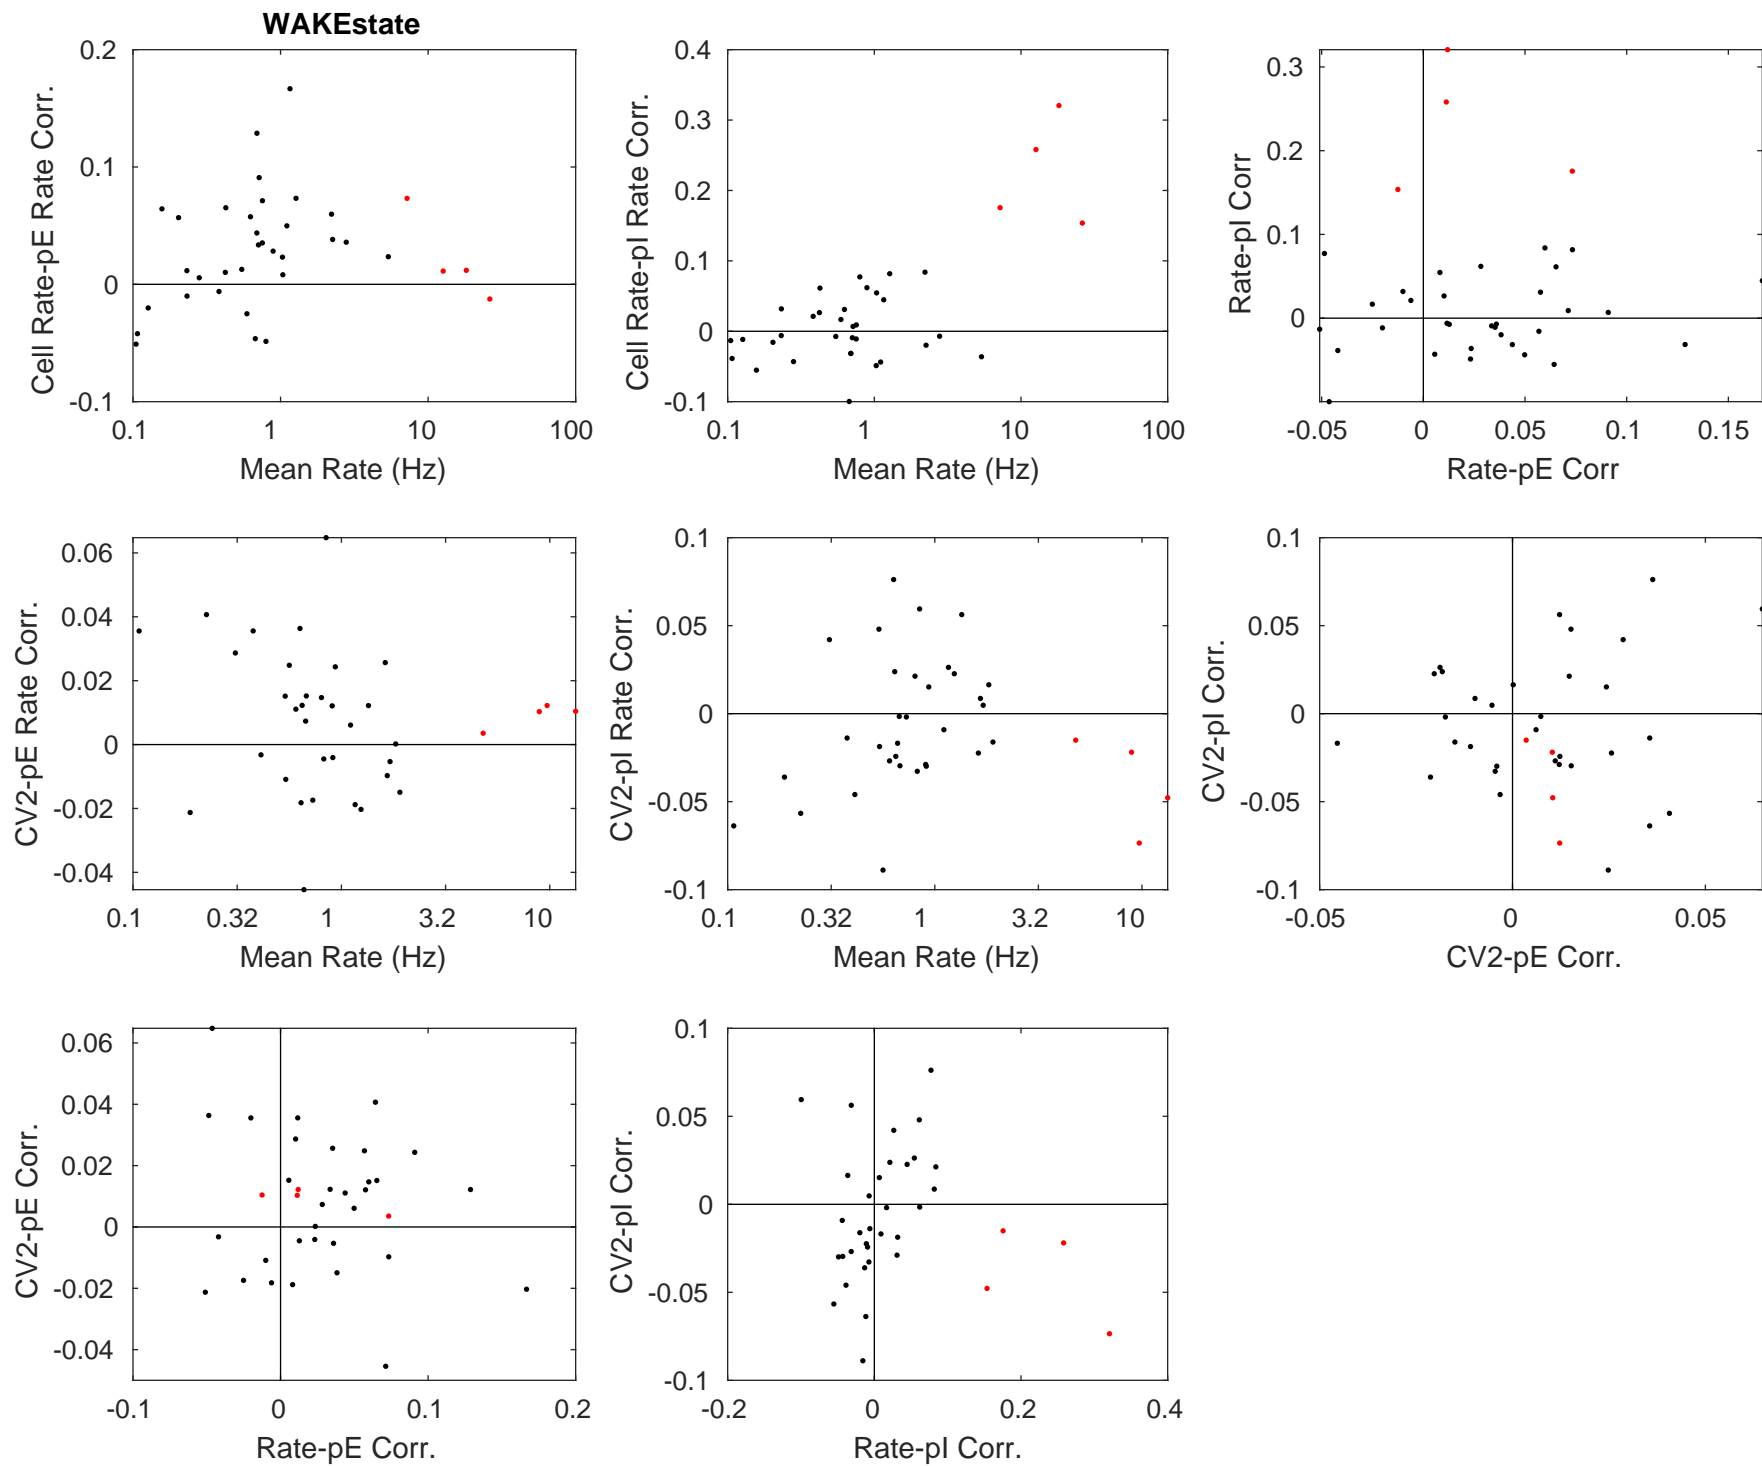 WAKEstate
0.2
0.1
0
-0.1
Cell Rate-pE Rate Corr.
0.1 1 10 100
Mean Rate (Hz)
0.4
0.3
0.2
0.1
0
-0.1
Cell Rate-pI Rate Corr.
0.1 1 10 100
Mean Rate (Hz)
0.3
0.2
0.1
0
Rate-pI Corr
-0.05 0 0.05 0.1 0.15
Rate-pE Corr
0.06
0.04
0.02
0
-0.02
-0.04
CV2-pE Rate Corr.
0.1 0.32 1 3.2 10
Mean Rate (Hz)
0.1
0.05
0
-0.05
-0.1
CV2-pI Rate Corr.
0.1 0.32 1 3.2 10
Mean Rate (Hz)
0.1
0.05
0
-0.05
-0.1
CV2-pI Corr.
-0.05 0 0.05
CV2-pE Corr.
0.06
0.04
0.02
0
-0.02
-0.04
CV2-pE Corr.
-0.1 0 0.1 0.2
Rate-pE Corr.
0.1
0.05
0
-0.05
-0.1
CV2-pI Corr.
-0.2 0 0.2 0.4
Rate-pI Corr.